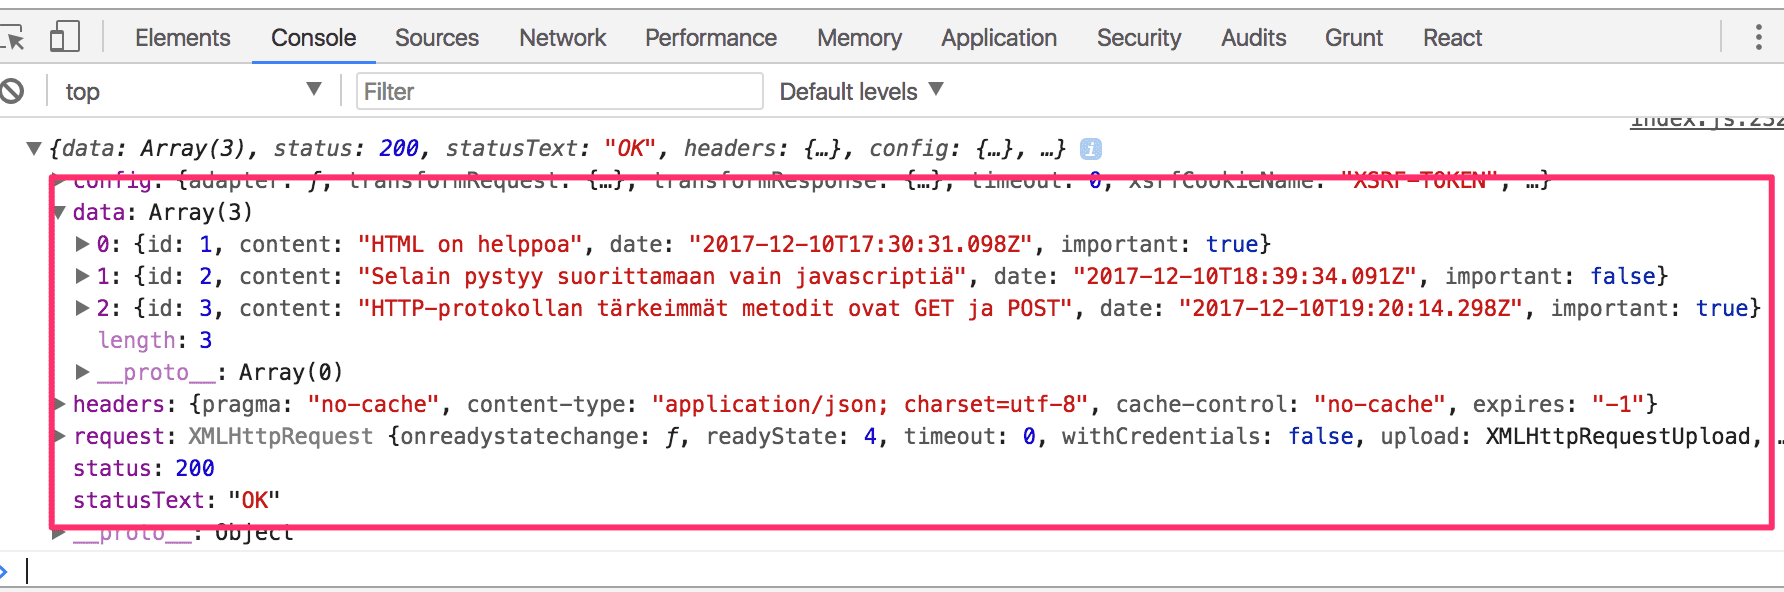 Elements Console Sources Network Performance Memory Application Security Audits Grunt React
top Filter Default levels
index.js:232
{data: Array(3), status: 200, statusText: "OK", headers: {…}, config: {…}, …}
config: {adapter: ƒ, transformRequest: {…}, transformResponse: {…}, timeout: 0, xsrfCookieName: "XSRF-TOKEN", …}
data: Array(3)
0: {id: 1, content: "HTML on helppoa", date: "2017-12-10T17:30:31.098Z", important: true}
1: {id: 2, content: "Selain pystyy suorittamaan vain javascriptiä", date: "2017-12-10T18:39:34.091Z", important: false}
2: {id: 3, content: "HTTP-protokollan tärkeimmät metodit ovat GET ja POST", date: "2017-12-10T19:20:14.298Z", important: true}
length: 3
__proto__: Array(0)
headers: {pragma: "no-cache", content-type: "application/json; charset=utf-8", cache-control: "no-cache", expires: "-1"}
request: XMLHttpRequest {onreadystatechange: ƒ, readyState: 4, timeout: 0, withCredentials: false, upload: XMLHttpRequestUpload, …
status: 200
statusText: "OK"
__proto__: Object